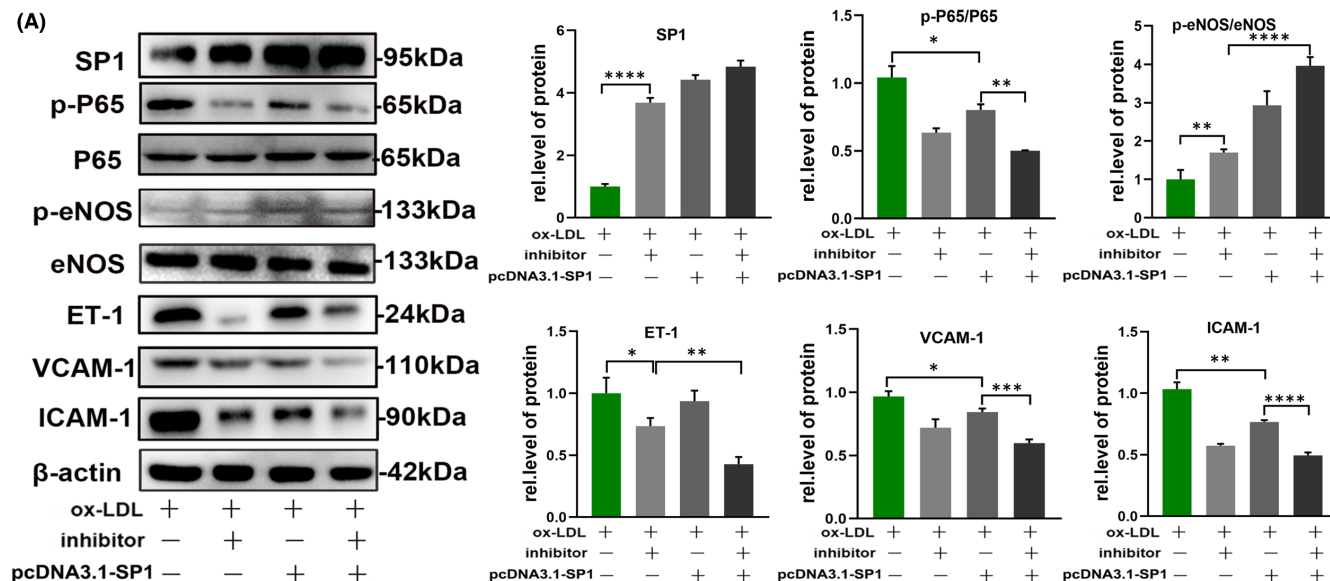 (A)
SP1 -95kDa
p-P65 -65kDa
P65 -65kDa
p-eNOS -133kDa
eNOS -133kDa
ET-1 -24kDa
VCAM-1 -110kDa
ICAM-1 -90kDa
β-actin -42kDa
ox-LDL + + + +
inhibitor — + — +
pcDNA3.1-SP1 — — + +
SP1
rel.level of protein
6
4
2
0
****
ox-LDL + + + +
inhibitor — + — +
pcDNA3.1-SP1 — — + +
p-P65/P65
rel.level of protein
1.5
1.0
0.5
0.0
*
**
ox-LDL + + + +
inhibitor — + — +
pcDNA3.1-SP1 — — + +
p-eNOS/eNOS
rel.level of protein
5
4
3
2
1
0
****
**
ox-LDL + + + +
inhibitor — + — +
pcDNA3.1-SP1 — — + +
ET-1
rel.level of protein
1.5
1.0
0.5
0.0
* **
ox-LDL + + + +
inhibitor — + — +
pcDNA3.1-SP1 — — + +
VCAM-1
rel.level of protein
1.5
1.0
0.5
0.0
*
***
ox-LDL + + + +
inhibitor — + — +
pcDNA3.1-SP1 — — + +
ICAM-1
rel.level of protein
1.5
1.0
0.5
0.0
**
****
ox-LDL + + + +
inhibitor — + — +
pcDNA3.1-SP1 — — + +